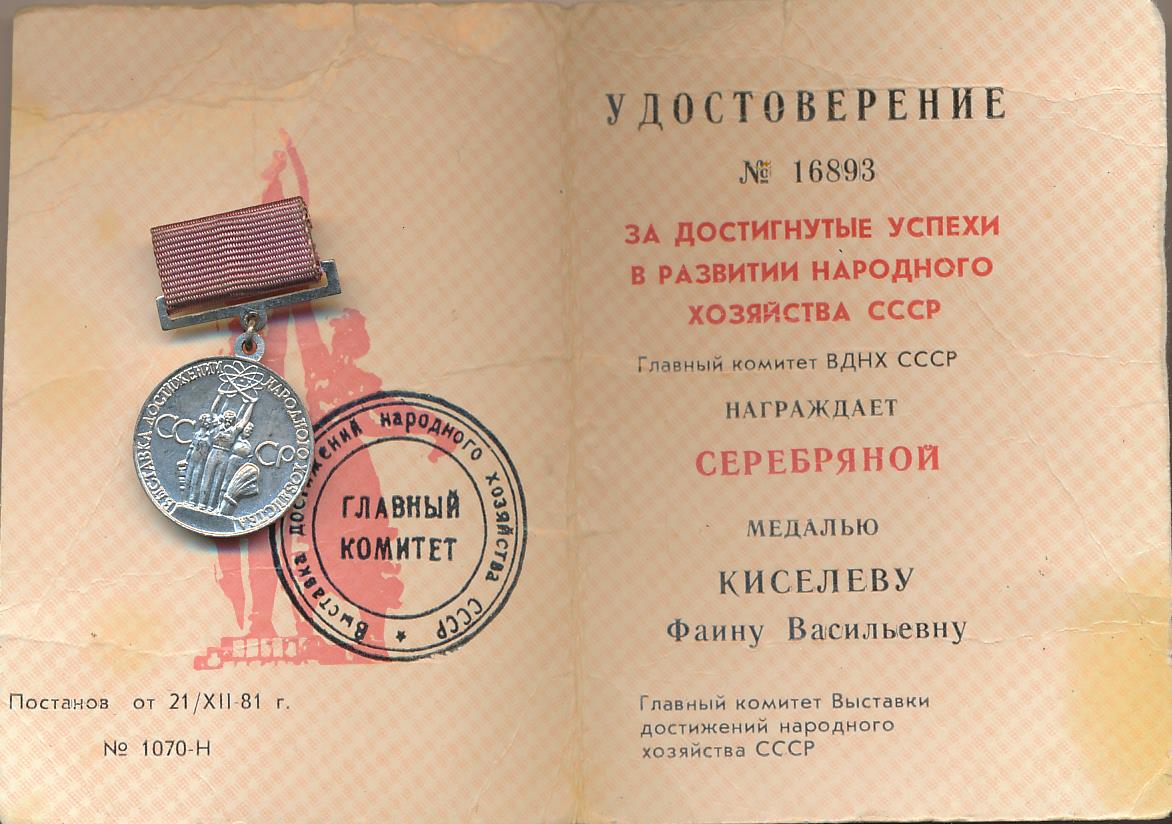 ВЫСТАВКА ДОСТИЖЕНИЙ НАРОДНОГО ХОЗЯЙСТВА
СС
СР
Выставка достижений народного хозяйства СССР
ГЛАВНЫЙ
КОМИТЕТ
Постанов от 21/XII-81 г.
№ 1070-Н
УДОСТОВЕРЕНИЕ
№ 16893
ЗА ДОСТИГНУТЫЕ УСПЕХИ
В РАЗВИТИИ НАРОДНОГО
ХОЗЯЙСТВА СССР
Главный комитет ВДНХ СССР
НАГРАЖДАЕТ
СЕРЕБРЯНОЙ
МЕДАЛЬЮ
КИСЕЛЕВУ
Фаину Васильевну
Главный комитет Выставки
достижений народного
хозяйства СССР